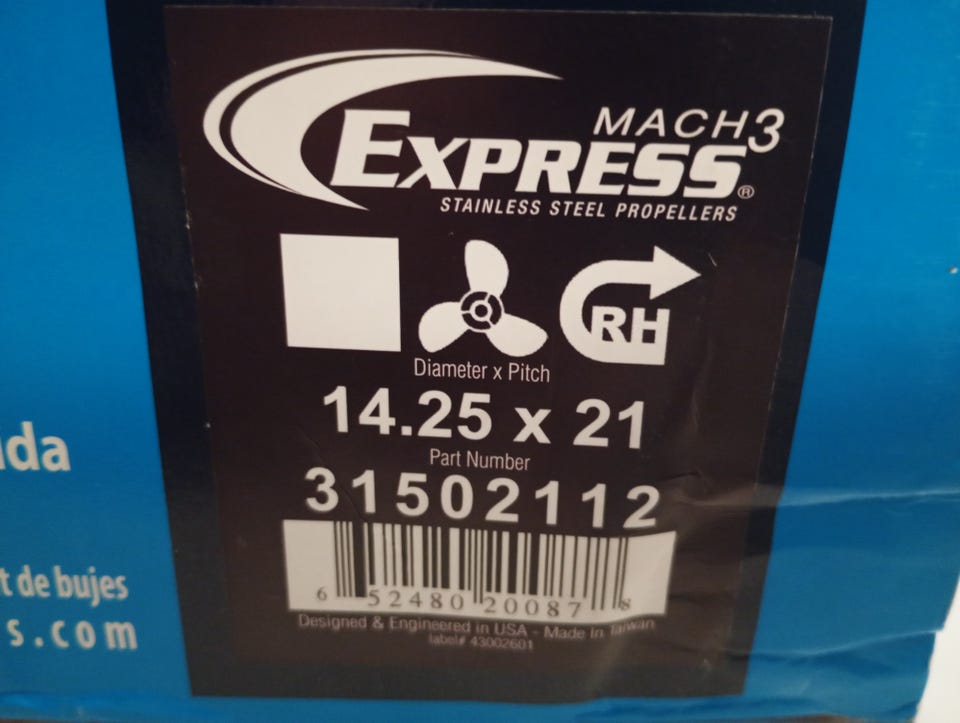 MACH3
EXPRESS®
STAINLESS STEEL PROPELLERS
RH
Diameter x Pitch
14.25 x 21
Part Number
31502112
6 52480 20087 8
Designed & Engineered in USA - Made In Taiwan
label# 43002601
ida
t de bujes
s.com